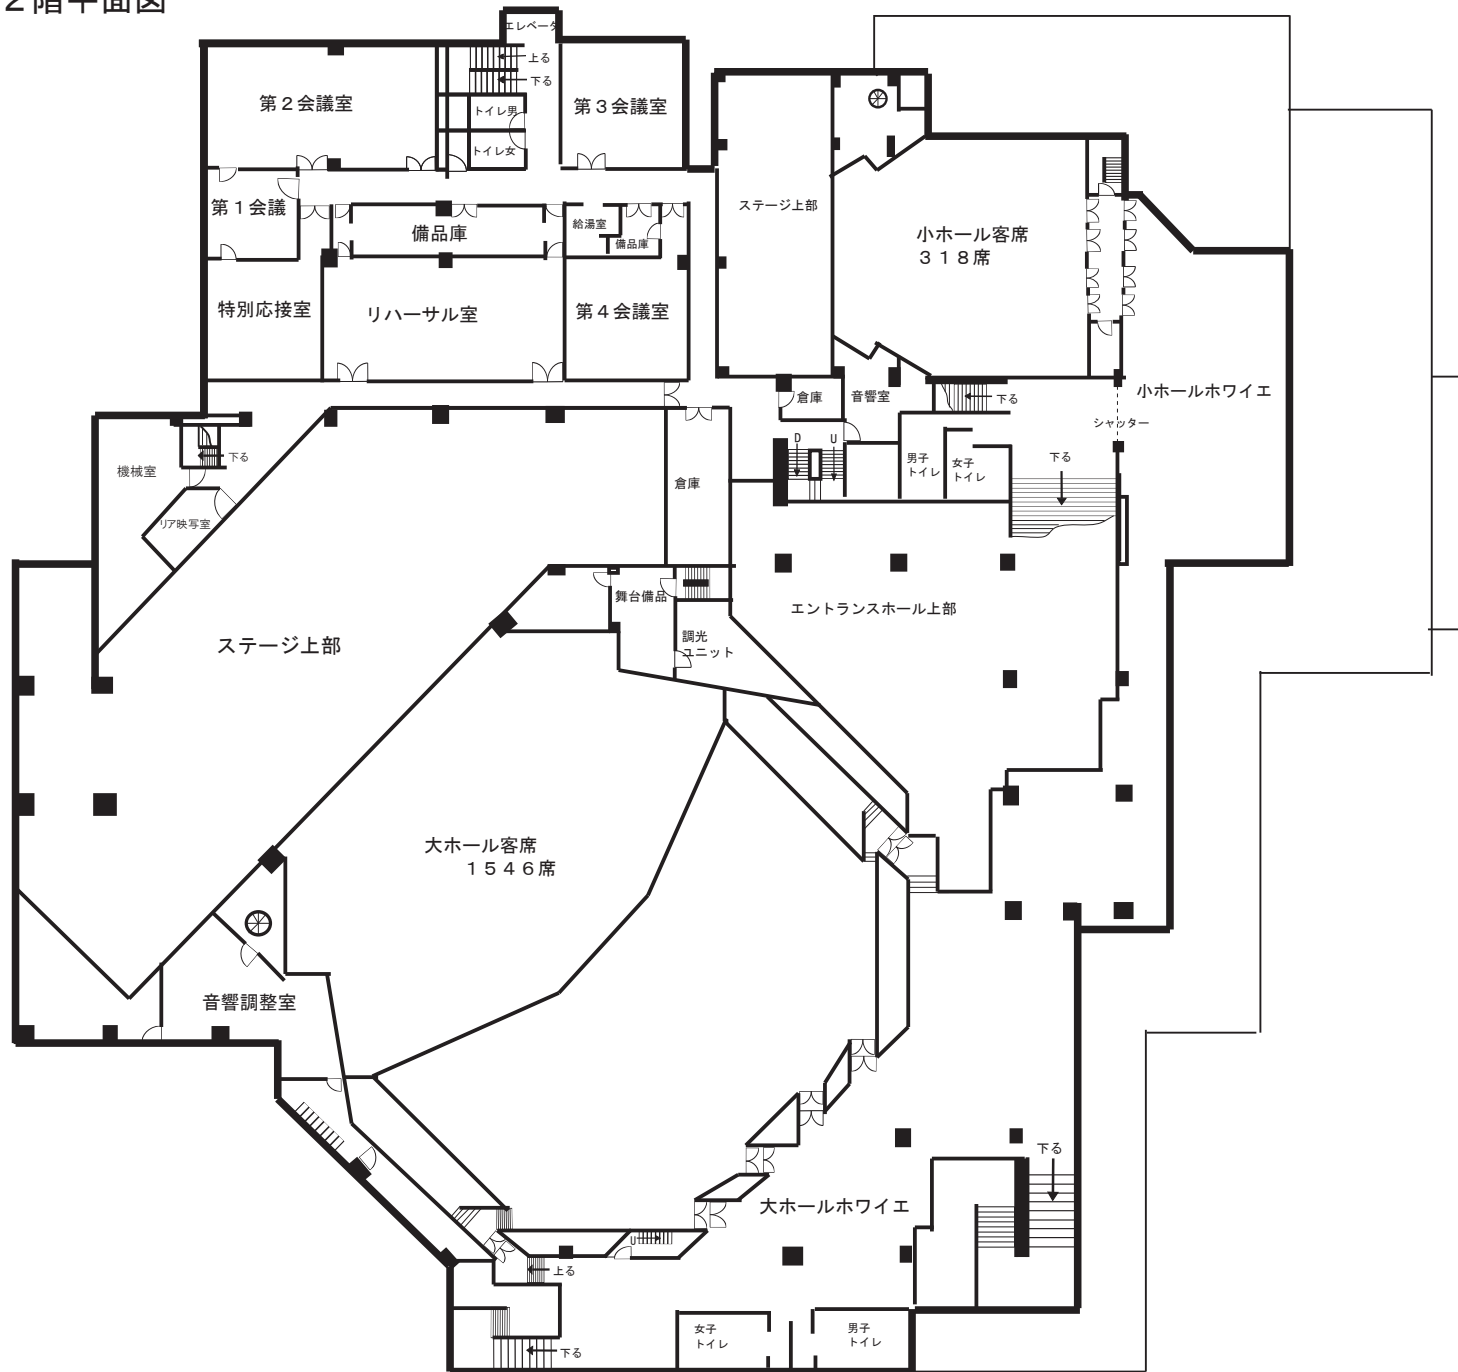 ２階平面図
エレベータ
上る
下る
第２会議室
トイレ男
トイレ女
第３会議室
第１会議
備品庫
給湯室
備品庫
特別応接室
リハーサル室
第４会議室
ステージ上部
小ホール客席
３１８席
小ホールホワイエ
シャッター
倉庫
音響室
下る
D
U
男子
トイレ
女子
トイレ
下る
機械室
下る
リア映写室
倉庫
舞台備品
調光
ユニット
エントランスホール上部
ステージ上部
大ホール客席
１５４６席
音響調整室
下る
大ホールホワイエ
U
上る
下る
女子
トイレ
男子
トイレ